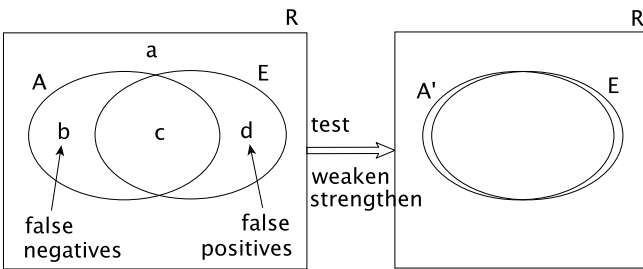 R
a
A
E
b
c
d
false
negatives
false
positives
test
weaken
strengthen
R
A'
E